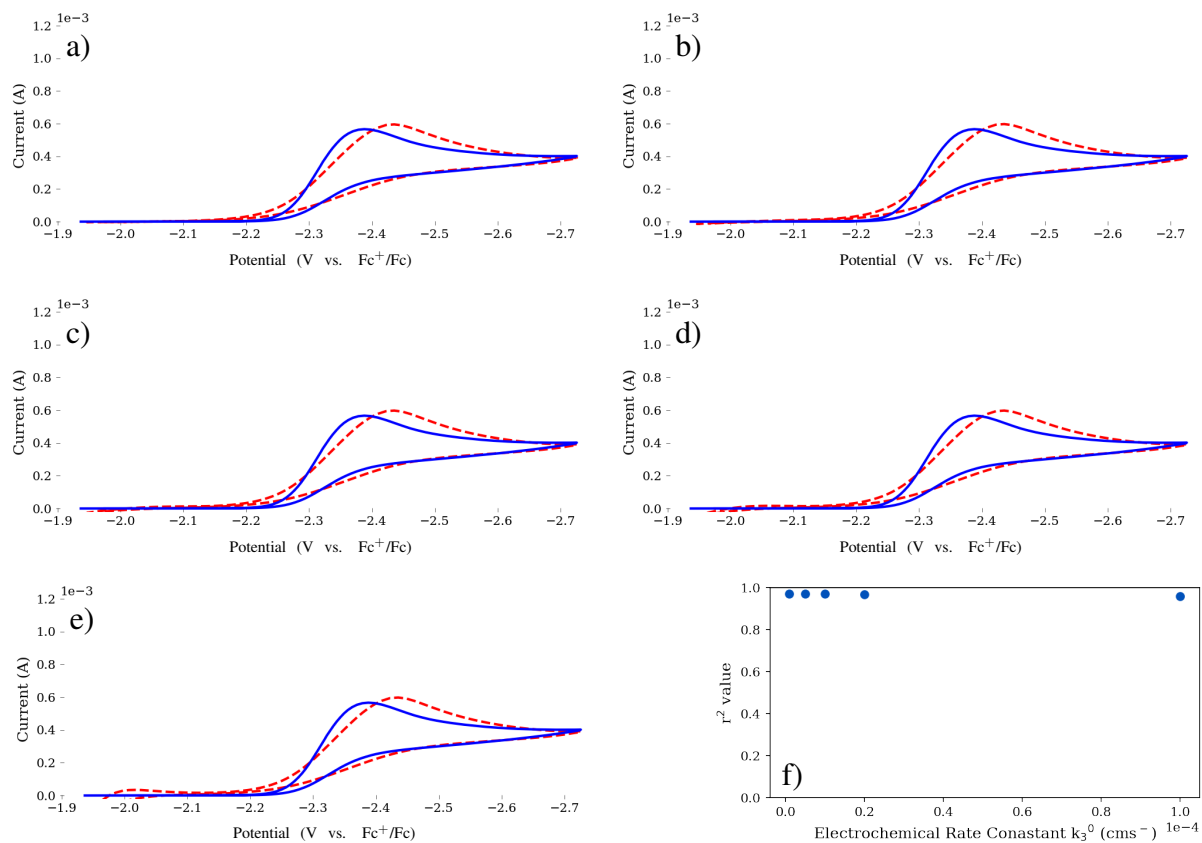 1e−3
a)
1.2
1.0
0.8
0.6
0.4
0.2
0.0
Current (A)
−1.9 −2.0 −2.1 −2.2 −2.3 −2.4 −2.5 −2.6 −2.7
Potential (V vs. Fc+/Fc)
1e−3
b)
1.2
1.0
0.8
0.6
0.4
0.2
0.0
Current (A)
−1.9 −2.0 −2.1 −2.2 −2.3 −2.4 −2.5 −2.6 −2.7
Potential (V vs. Fc+/Fc)
1e−3
c)
1.2
1.0
0.8
0.6
0.4
0.2
0.0
Current (A)
−1.9 −2.0 −2.1 −2.2 −2.3 −2.4 −2.5 −2.6 −2.7
Potential (V vs. Fc+/Fc)
1e−3
d)
1.2
1.0
0.8
0.6
0.4
0.2
0.0
Current (A)
−1.9 −2.0 −2.1 −2.2 −2.3 −2.4 −2.5 −2.6 −2.7
Potential (V vs. Fc+/Fc)
1e−3
e)
1.2
1.0
0.8
0.6
0.4
0.2
0.0
Current (A)
−1.9 −2.0 −2.1 −2.2 −2.3 −2.4 −2.5 −2.6 −2.7
Potential (V vs. Fc+/Fc)
1.0
0.8
0.6
0.4
0.2
0.0
r² value
f)
0.0 0.2 0.4 0.6 0.8 1.0
1e−4
Electrochemical Rate Conastant k₃⁰ (cms⁻)